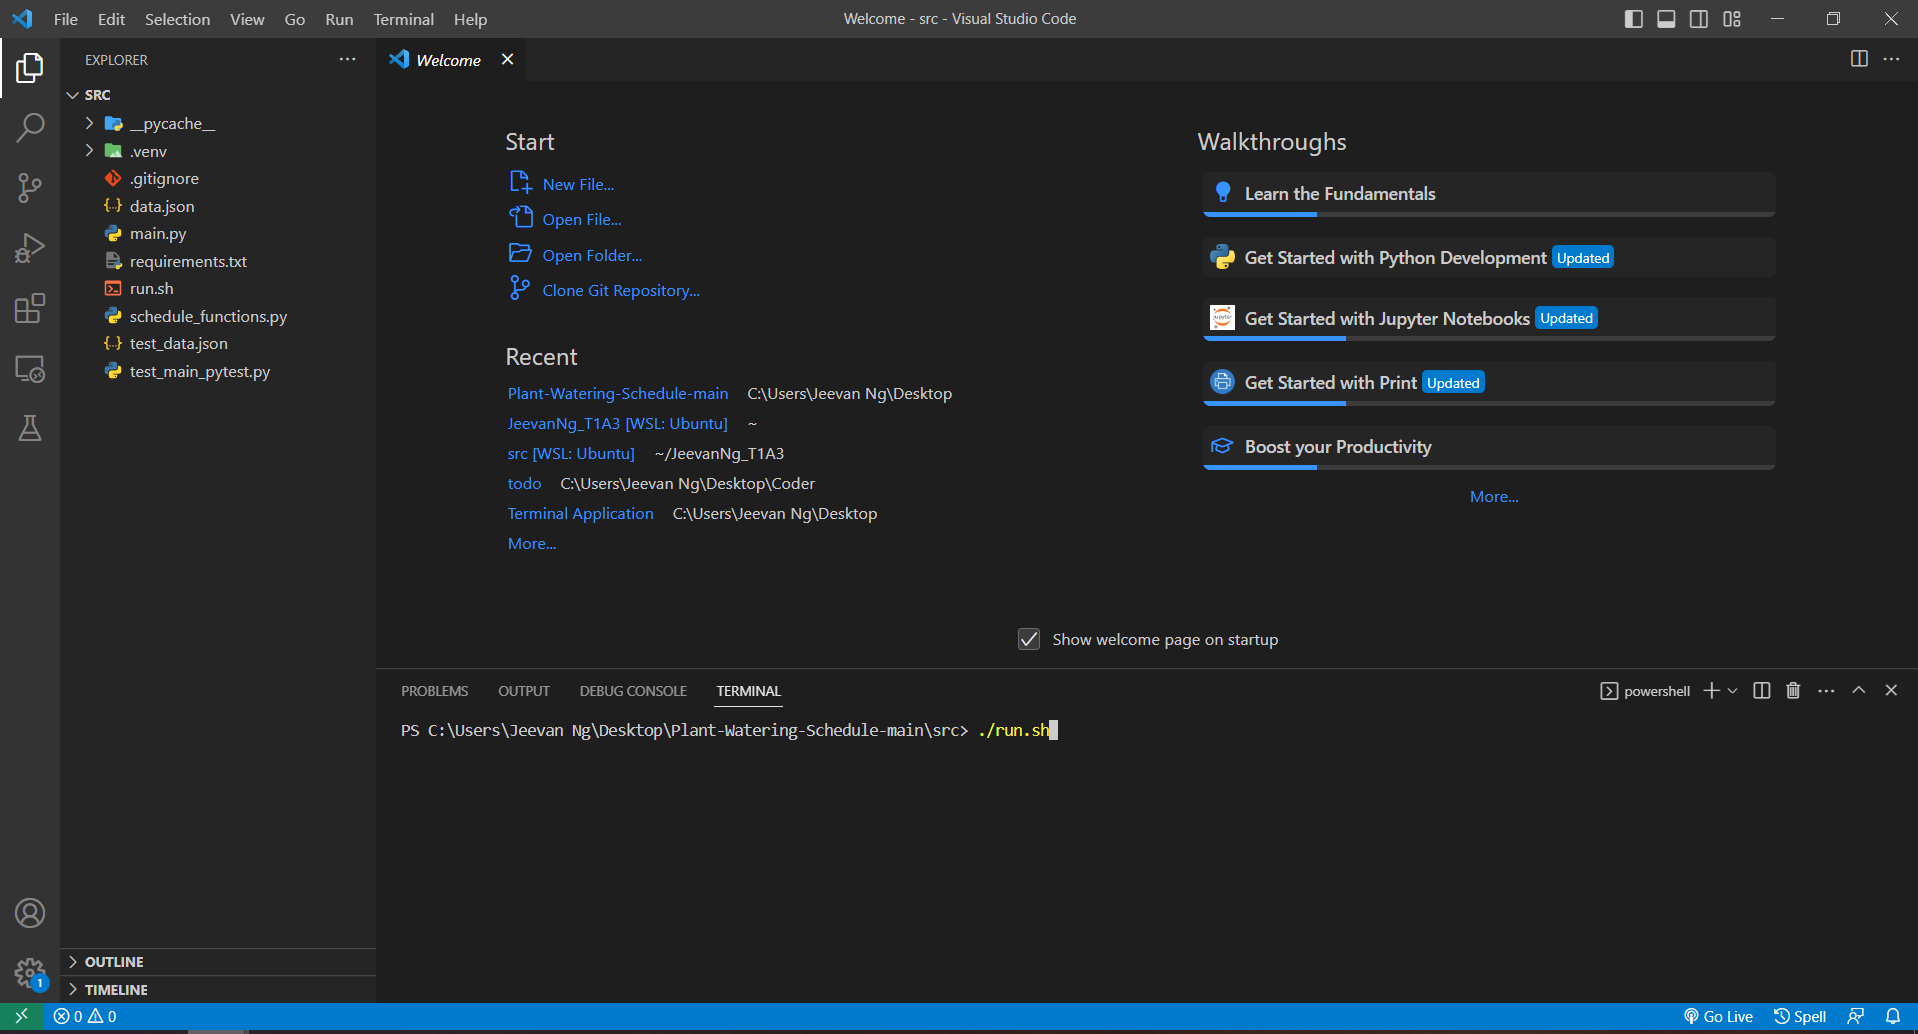 File Edit Selection View Go Run Terminal Help
Welcome - src - Visual Studio Code
EXPLORER
SRC
__pycache__
.venv
.gitignore
data.json
main.py
requirements.txt
run.sh
schedule_functions.py
test_data.json
test_main_pytest.py
OUTLINE
TIMELINE
Welcome
Start
New File...
Open File...
Open Folder...
Clone Git Repository...
Recent
Plant-Watering-Schedule-main C:\Users\Jeevan Ng\Desktop
JeevanNg_T1A3 [WSL: Ubuntu] ~
src [WSL: Ubuntu] ~/JeevanNg_T1A3
todo C:\Users\Jeevan Ng\Desktop\Coder
Terminal Application C:\Users\Jeevan Ng\Desktop
More...
Walkthroughs
Learn the Fundamentals
Get Started with Python Development Updated
jupyter Get Started with Jupyter Notebooks Updated
Get Started with Print Updated
Boost your Productivity
More...
Show welcome page on startup
PROBLEMS OUTPUT DEBUG CONSOLE TERMINAL
powershell
PS C:\Users\Jeevan Ng\Desktop\Plant-Watering-Schedule-main\src> ./run.sh
1
0 0
Go Live Spell